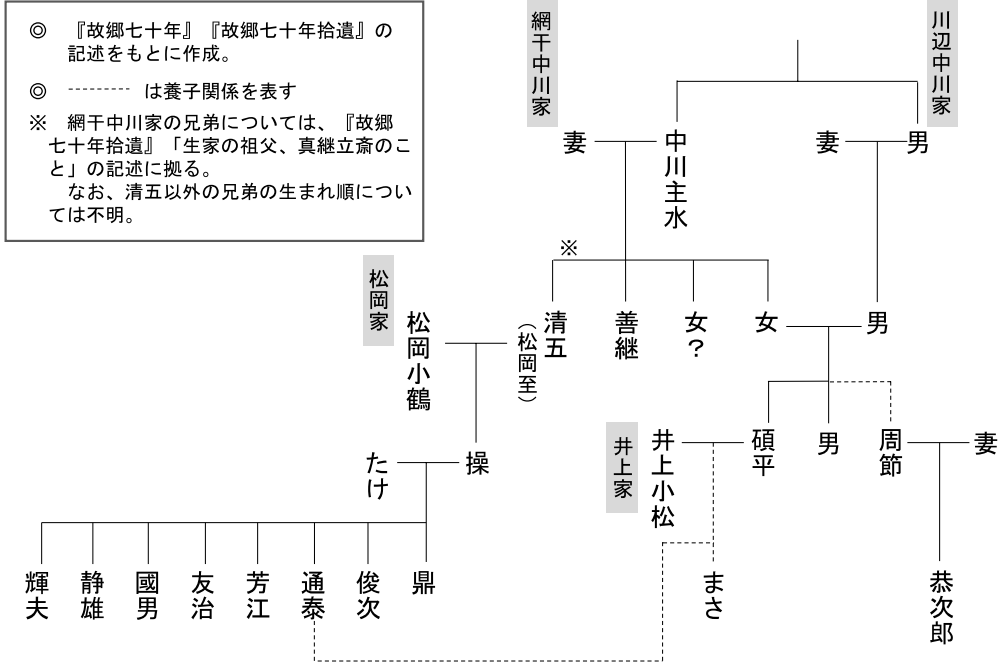 ◎　『故郷七十年』『故郷七十年拾遺』の
記述をもとに作成。
◎　--------- は養子関係を表す
※　網干中川家の兄弟については、『故郷
七十年拾遺』「生家の祖父、真継立斎のこ
と」の記述に拠る。
なお、清五以外の兄弟の生まれ順につい
ては不明。
川辺中川家
網干中川家
男
妻
中川主水
妻
※
男
女
女？
善継
清五
（松岡至）
松岡家
松岡小鶴
妻
周節
男
碩平
井上小松
井上家
操
たけ
恭次郎
まさ
鼎
俊次
通泰
芳江
友治
國男
静雄
輝夫